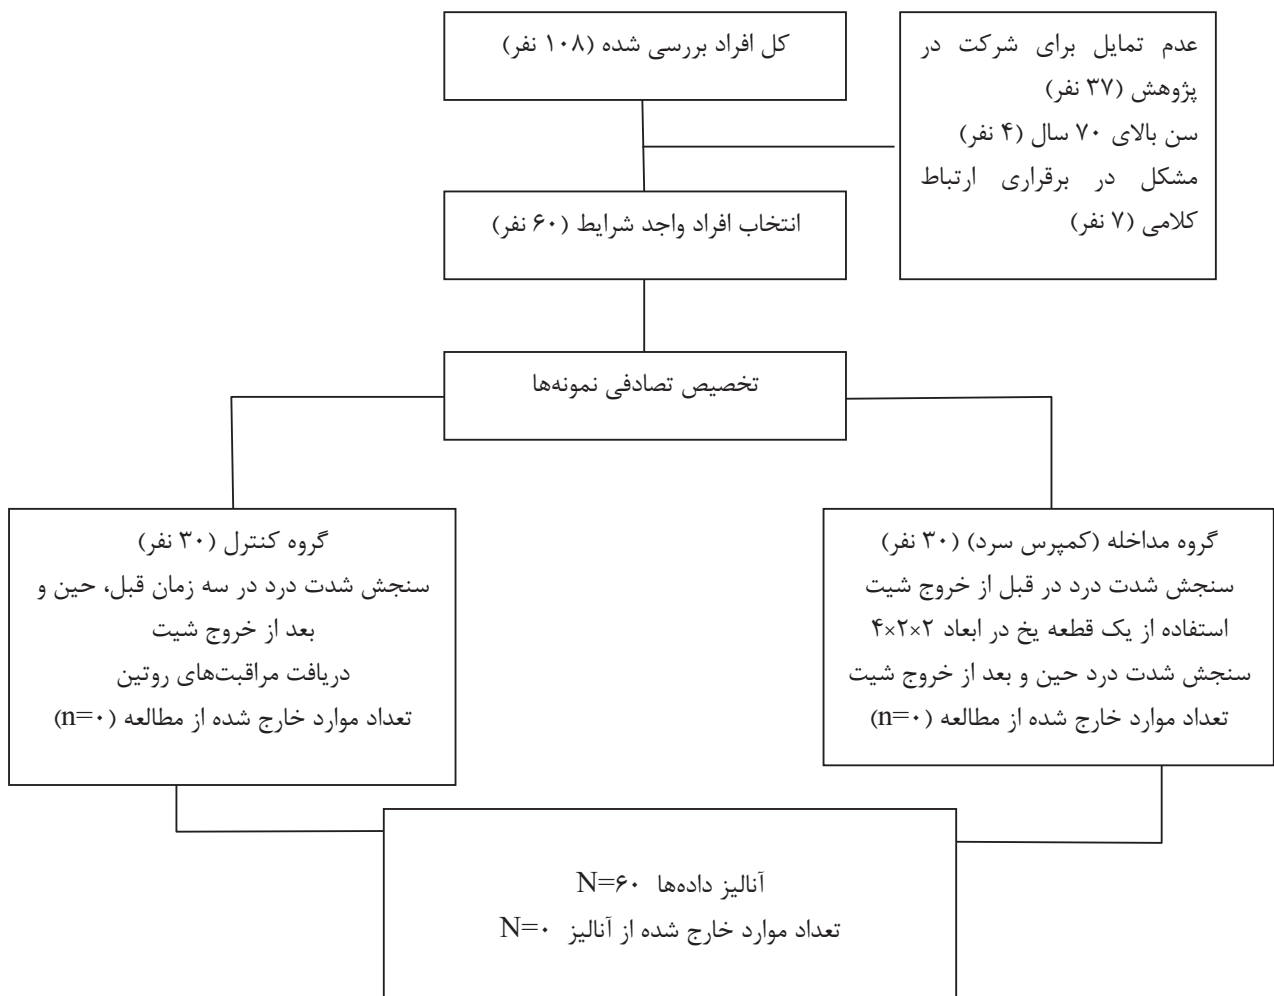 کل افراد بررسی شده (۱۰۸ نفر)
عدم تمایل برای شرکت در
پژوهش (۳۷ نفر)
سن بالای ۷۰ سال (۴ نفر)
مشکل در برقراری ارتباط
کلامی (۷ نفر)
انتخاب افراد واجد شرایط (۶۰ نفر)
تخصیص تصادفی نمونه‌ها
گروه مداخله (کمپرس سرد) (۳۰ نفر)
سنجش شدت درد در قبل از خروج شیت
استفاده از یک قطعه یخ در ابعاد ۲×۲×۴
سنجش شدت درد حین و بعد از خروج شیت
تعداد موارد خارج شده از مطالعه (n=۰)
گروه کنترل (۳۰ نفر)
سنجش شدت درد در سه زمان قبل، حین و
بعد از خروج شیت
دریافت مراقبت‌های روتین
تعداد موارد خارج شده از مطالعه (n=۰)
آنالیز داده‌ها N=۶۰
تعداد موارد خارج شده از آنالیز N=۰